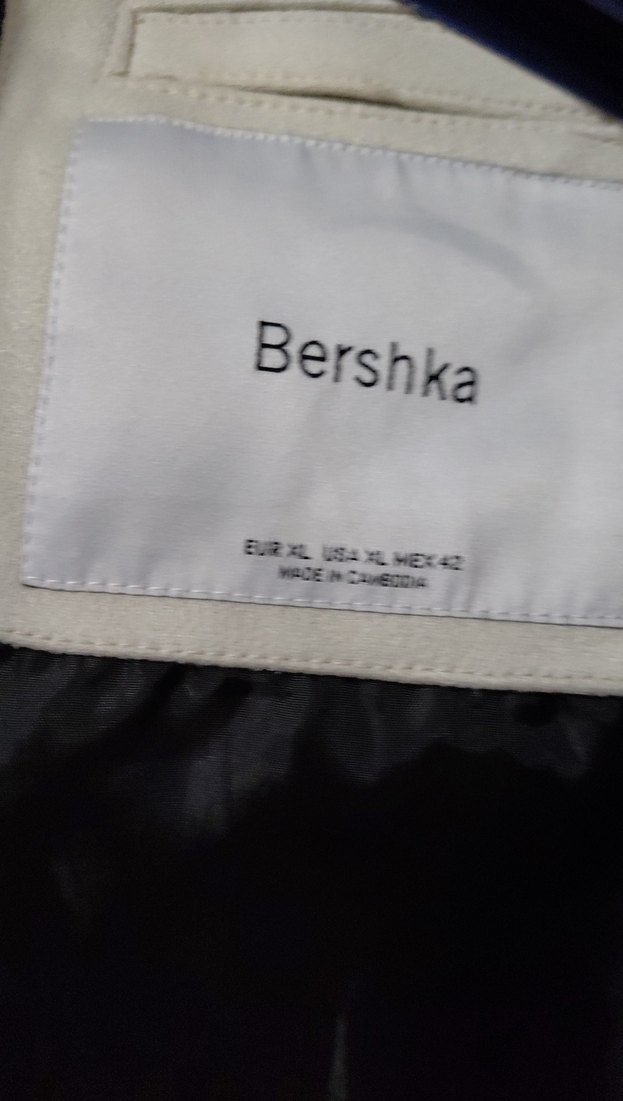 Bershka
EUR XL USA XL MEX 42
MADE IN CAMBODIA